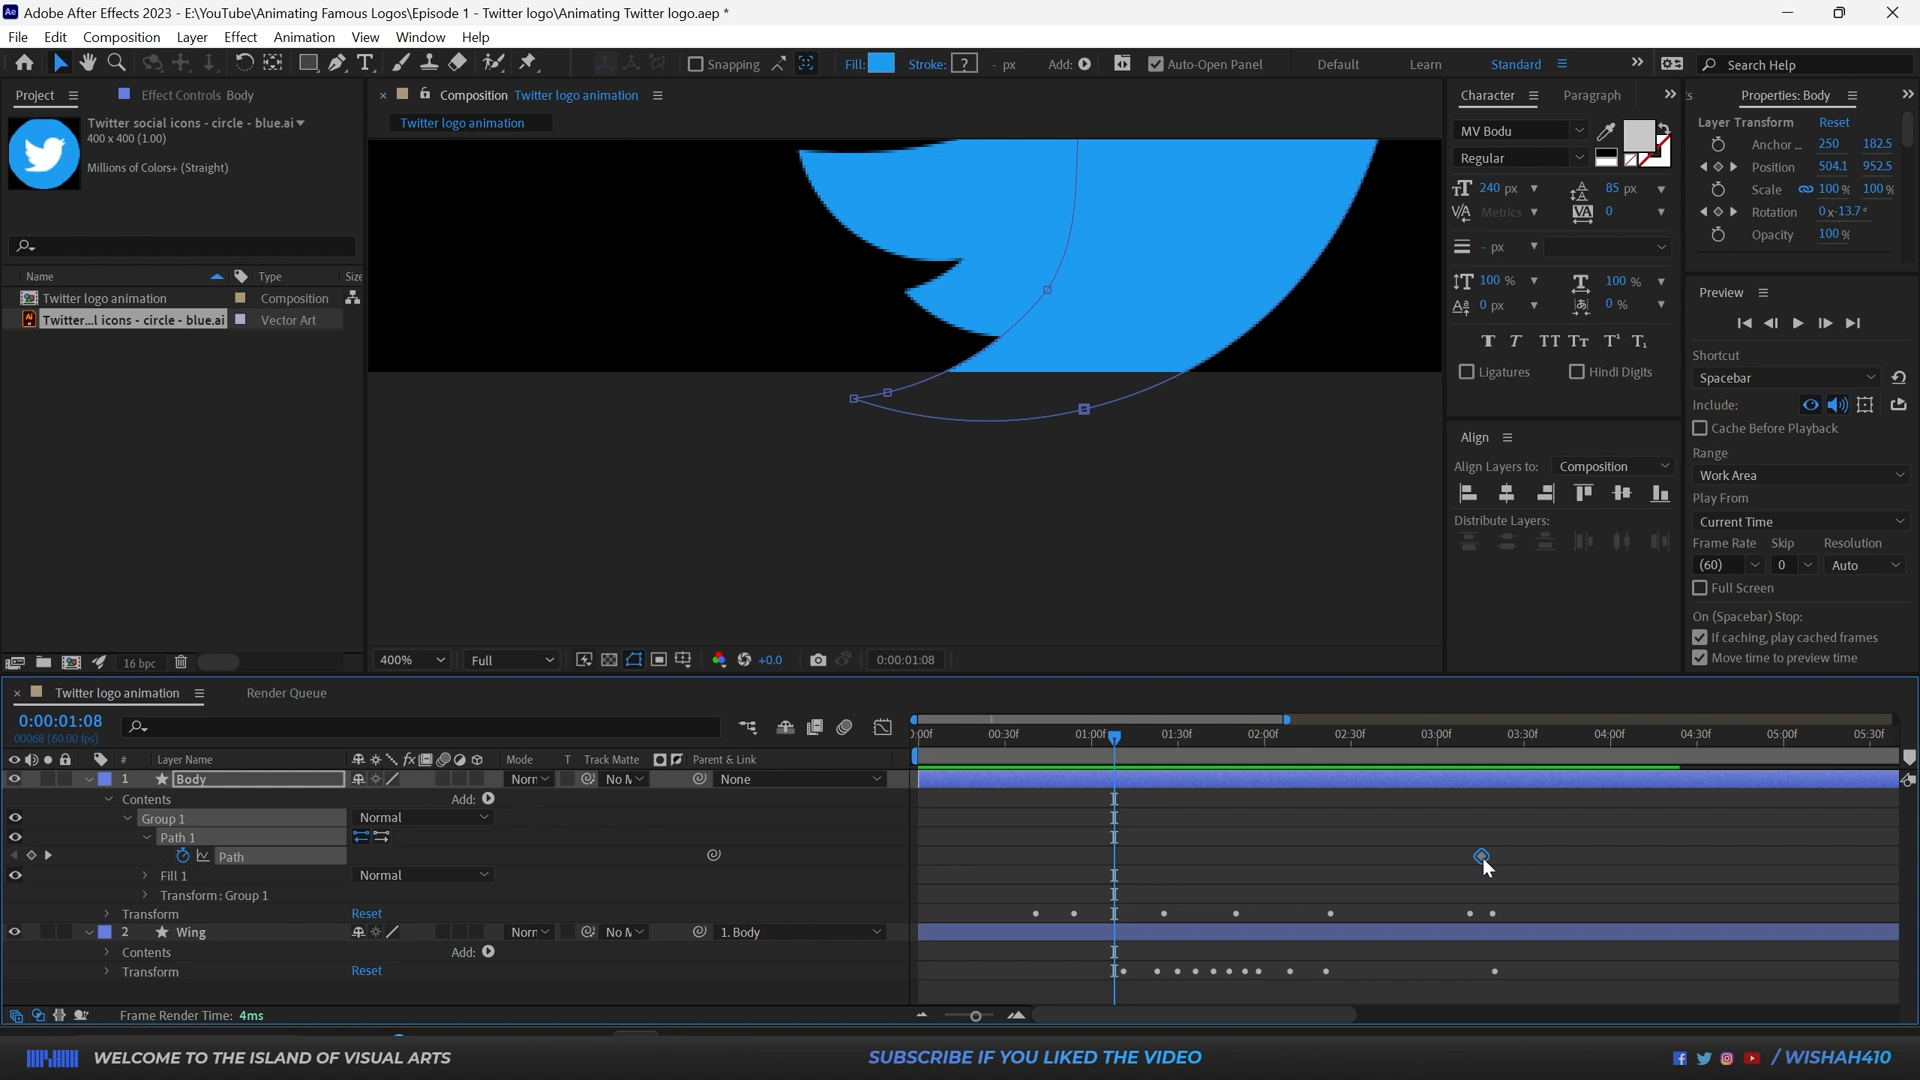 Adobe After Effects 2023 - E:\YouTube\Animating Famous Logos\Episode 1 - Twitter logo\Animating Twitter logo.aep *
File Edit Composition Layer Effect Animation View Window Help
Snapping Fill: Stroke: ? - px Add: Auto-Open Panel Default Learn Standard Search Help
Project Effect Controls Body
Twitter social icons - circle - blue.ai
400 x 400 (1.00)
Millions of Colors+ (Straight)
Name Type Size
Twitter logo animation Composition
Twitter...l icons - circle - blue.ai Vector Art
16 bpc
Composition Twitter logo animation
Twitter logo animation
400% Full +0.0 0:00:01:08
Character Paragraph
MV Bodu
Regular
240 px 85 px
Metrics 0
- px
100 % 100 %
0 px 0 %
Ligatures Hindi Digits
Align
Align Layers to: Composition
Distribute Layers:
Properties: Body
Layer Transform Reset
Anchor ... 250 182.5
Position 504.1 952.5
Scale 100 % 100 %
Rotation 0x-13.7°
Opacity 100 %
Preview
Shortcut
Spacebar
Include:
Cache Before Playback
Range
Work Area
Play From
Current Time
Frame Rate Skip Resolution
(60) 0 Auto
Full Screen
On (Spacebar) Stop:
If caching, play cached frames
Move time to preview time
Twitter logo animation Render Queue
0:00:01:08
00068 (60.00 fps)
:00f 00:30f 01:00f 01:30f 02:00f 02:30f 03:00f 03:30f 04:00f 04:30f 05:00f 05:30f
# Layer Name Mode T Track Matte Parent & Link
1 Body Norn No M None
Contents Add:
Group 1 Normal
Path 1
Path
Fill 1 Normal
Transform: Group 1
Transform Reset
2 Wing Norn No M 1. Body
Contents Add:
Transform Reset
Frame Render Time: 4ms
WELCOME TO THE ISLAND OF VISUAL ARTS SUBSCRIBE IF YOU LIKED THE VIDEO /WISHAH410